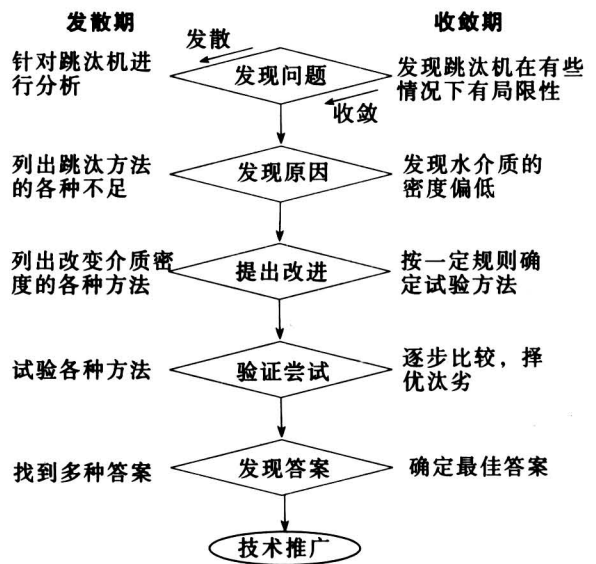 发散期
收敛期
发散
针对跳汰机进
行分析
发现问题
发现跳汰机在有些
情况下有局限性
收敛
列出跳汰方法
的各种不足
发现原因
发现水介质的
密度偏低
列出改变介质密
度的各种方法
提出改进
按一定规则确
定试验方法
试验各种方法
验证尝试
逐步比较，择
优汰劣
找到多种答案
发现答案
确定最佳答案
技术推广